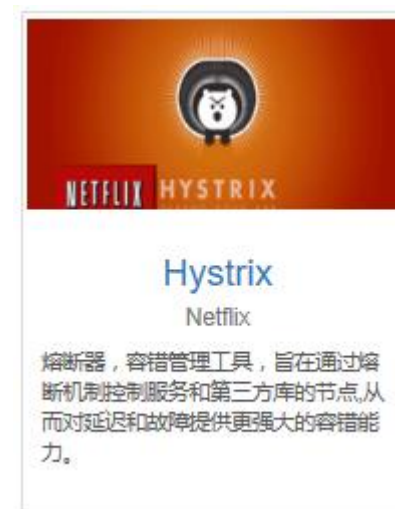 NETFLIX HYSTRIX
Hystrix
Netflix
熔断器，容错管理工具，旨在通过熔
断机制控制服务和第三方库的节点,从
而对延迟和故障提供更强大的容错能
力。